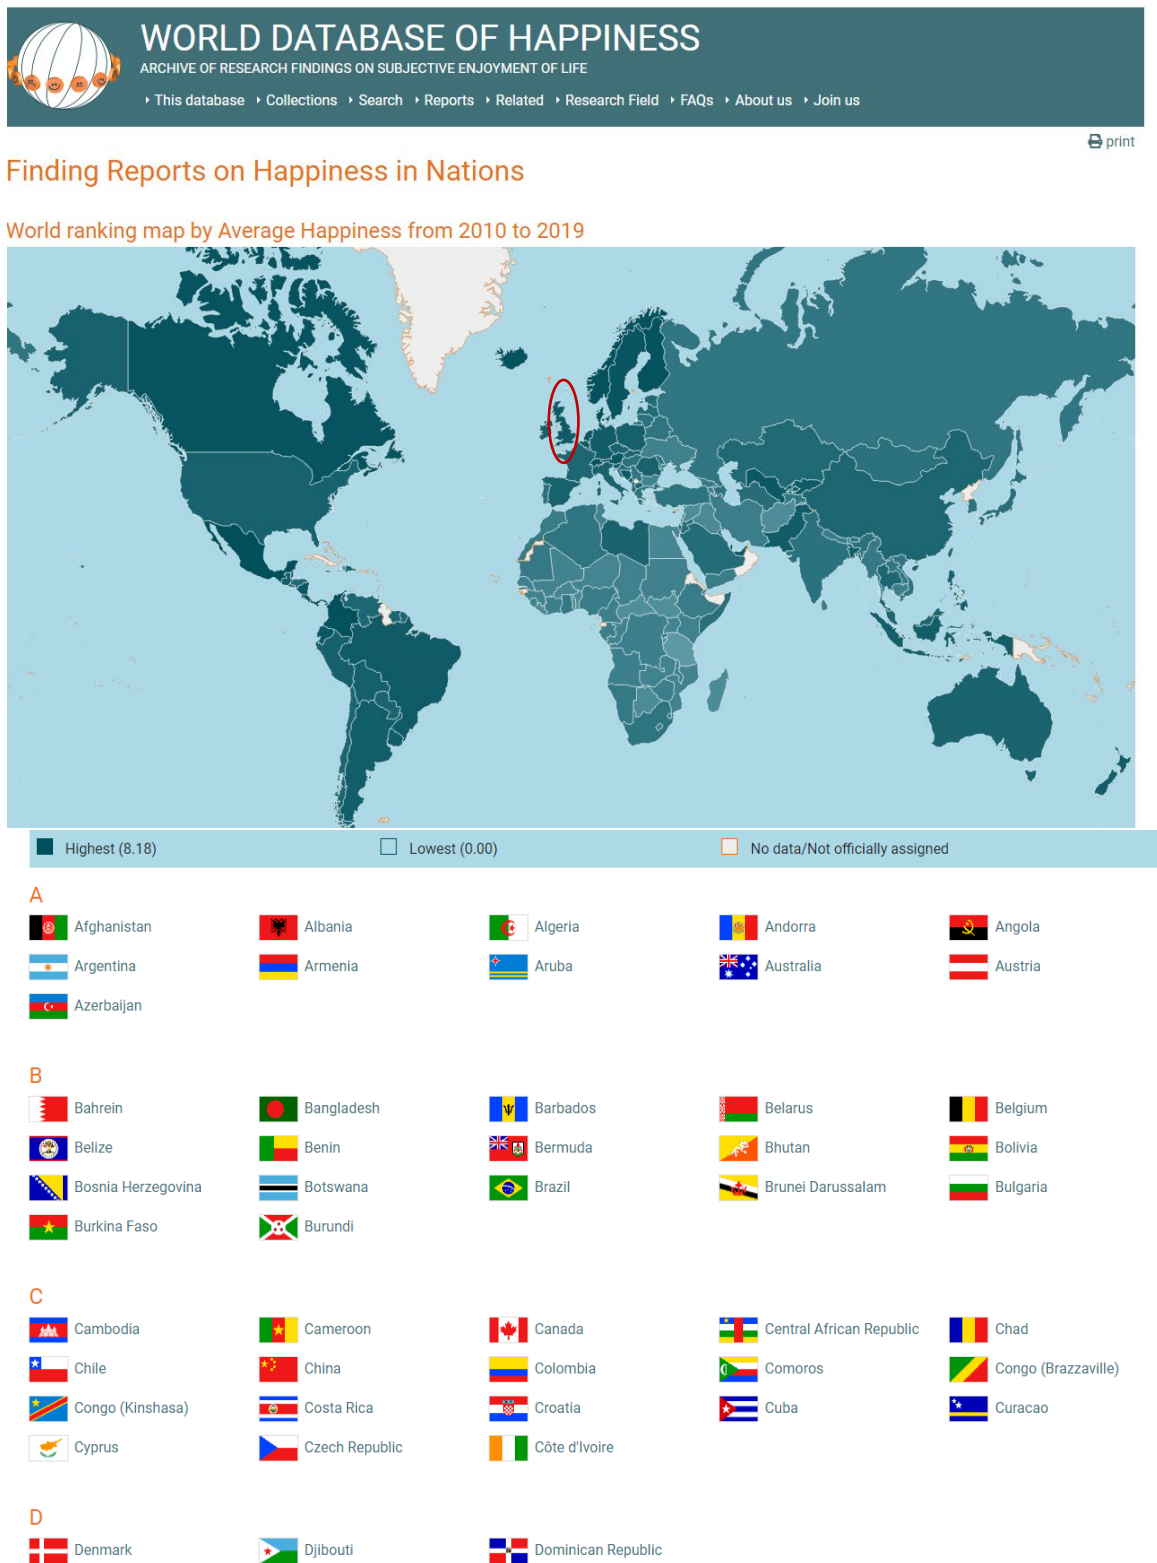 WORLD DATABASE OF HAPPINESS
ARCHIVE OF RESEARCH FINDINGS ON SUBJECTIVE ENJOYMENT OF LIFE
This database Collections Search Reports Related Research Field FAQs About us Join us
print
Finding Reports on Happiness in Nations
World ranking map by Average Happiness from 2010 to 2019
Highest (8.18) Lowest (0.00) No data/Not officially assigned
A
Afghanistan Albania Algeria Andorra Angola
Argentina Armenia Aruba Australia Austria
Azerbaijan
B
Bahrein Bangladesh Barbados Belarus Belgium
Belize Benin Bermuda Bhutan Bolivia
Bosnia Herzegovina Botswana Brazil Brunei Darussalam Bulgaria
Burkina Faso Burundi
C
Cambodia Cameroon Canada Central African Republic Chad
Chile China Colombia Comoros Congo (Brazzaville)
Congo (Kinshasa) Costa Rica Croatia Cuba Curacao
Cyprus Czech Republic Côte d'Ivoire
D
Denmark Djibouti Dominican Republic